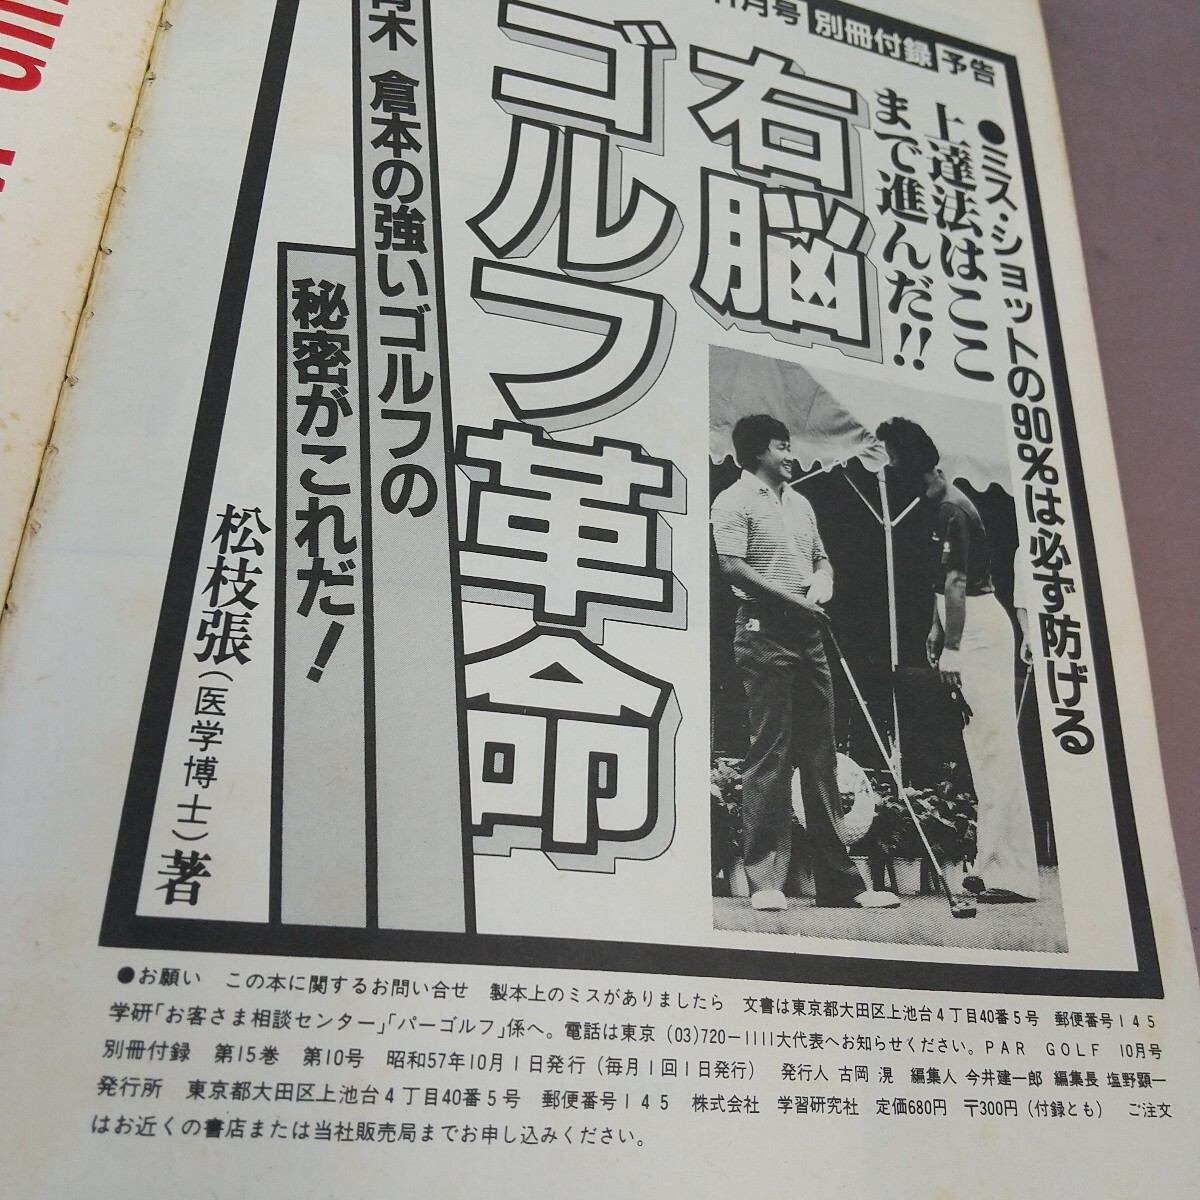 11月号 別冊付録 予告
●ミス・ショットの90%は必ず防げる
上達法はここ
まで進んだ!!
右脳
ゴルフ革命
青木 倉本の強いゴルフの
秘密がこれだ!
松枝張(医学博士)著
●お願い この本に関するお問い合せ 製本上のミスがありましたら 文書は東京都大田区上池台4丁目40番5号 郵便番号145
学研「お客さま相談センター」「パーゴルフ」係へ。電話は東京 (03)720-1111大代表へお知らせください。PAR GOLF 10月号
別冊付録 第15巻 第10号 昭和57年10月1日発行(毎月1回1日発行) 発行人 古岡 滉 編集人 今井建一郎 編集長 塩野顕一
発行所 東京都大田区上池台4丁目40番5号 郵便番号145 株式会社 学習研究社 定価680円 〒300円(付録とも) ご注文
はお近くの書店または当社販売局までお申し込みください。